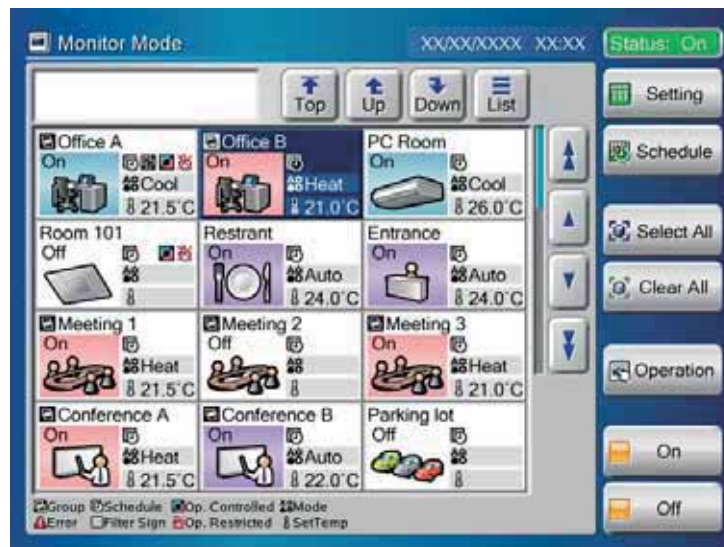 Monitor Mode XX/XX/XXXX XX:XX Status: On
Top Up Down List
Setting
Schedule
Select All
Clear All
Operation
On
Off
Office A Office B PC Room
On On On
Cool Heat Cool
21.5°C 21.0°C 26.0°C
Room 101 Restrant Entrance
Off On On
Auto Auto
24.0°C 24.0°C
Meeting 1 Meeting 2 Meeting 3
On Off On
Heat Heat
21.5°C 21.0°C
Conference A Conference B Parking lot
On On Off
Heat Auto
21.5°C 22.0°C
Group Schedule Op. Controlled Mode
Error Filter Sign Op. Restricted SetTemp